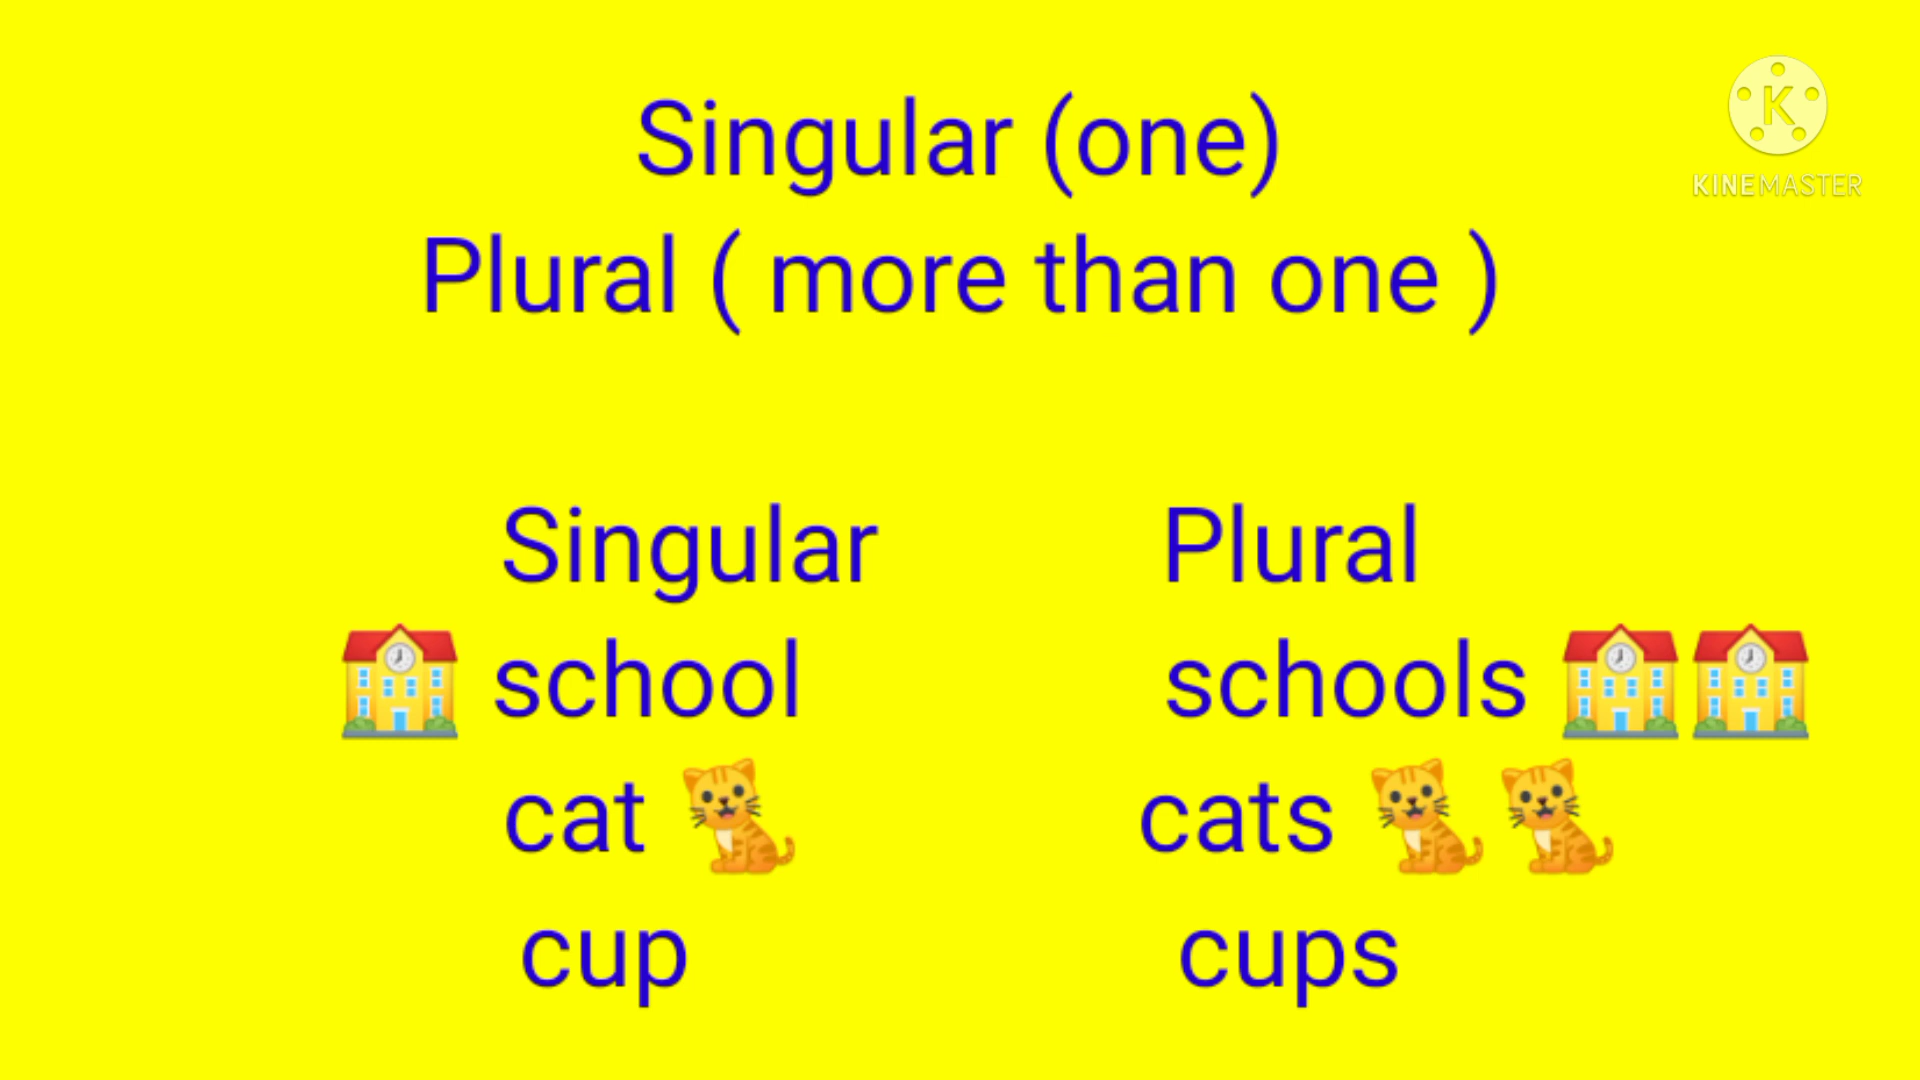 Singular (one)
Plural ( more than one )
K
KINEMASTER
Singular Plural
school schools
cat cats
cup cups